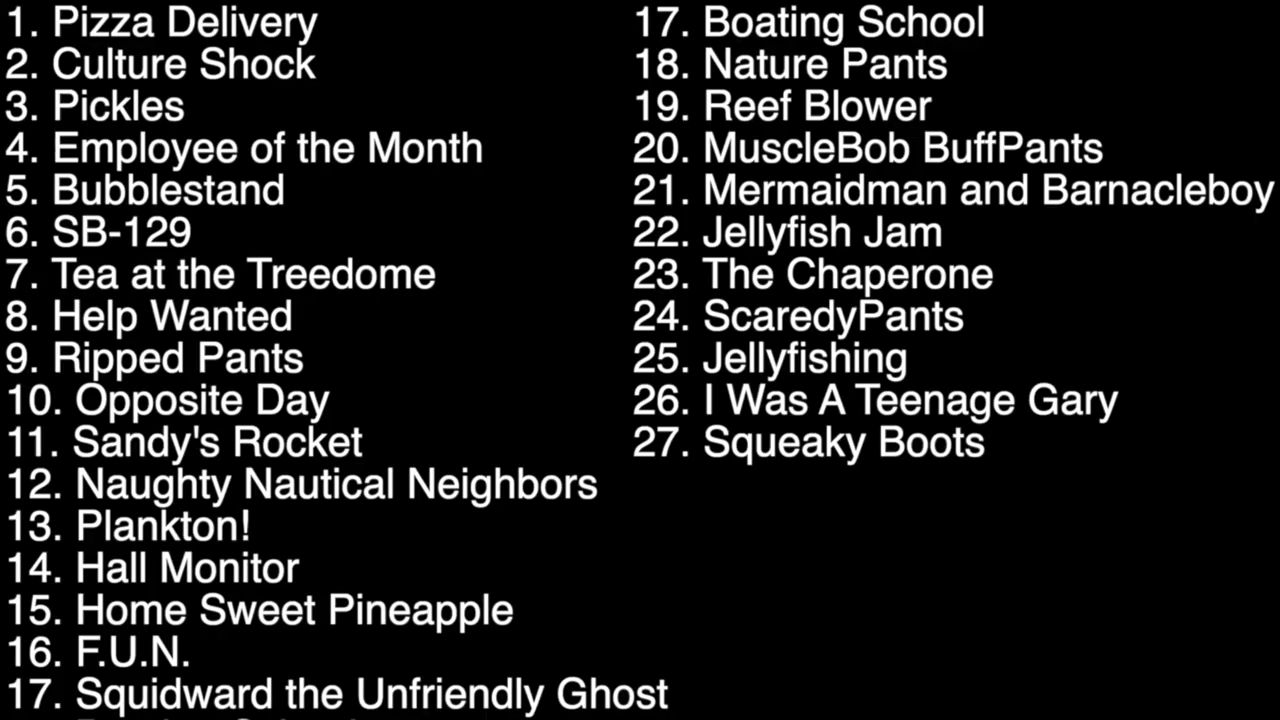 1. Pizza Delivery
2. Culture Shock
3. Pickles
4. Employee of the Month
5. Bubblestand
6. SB-129
7. Tea at the Treedome
8. Help Wanted
9. Ripped Pants
10. Opposite Day
11. Sandy's Rocket
12. Naughty Nautical Neighbors
13. Plankton!
14. Hall Monitor
15. Home Sweet Pineapple
16. F.U.N.
17. Squidward the Unfriendly Ghost
17. Boating School
18. Nature Pants
19. Reef Blower
20. MuscleBob BuffPants
21. Mermaidman and Barnacleboy
22. Jellyfish Jam
23. The Chaperone
24. ScaredyPants
25. Jellyfishing
26. I Was A Teenage Gary
27. Squeaky Boots